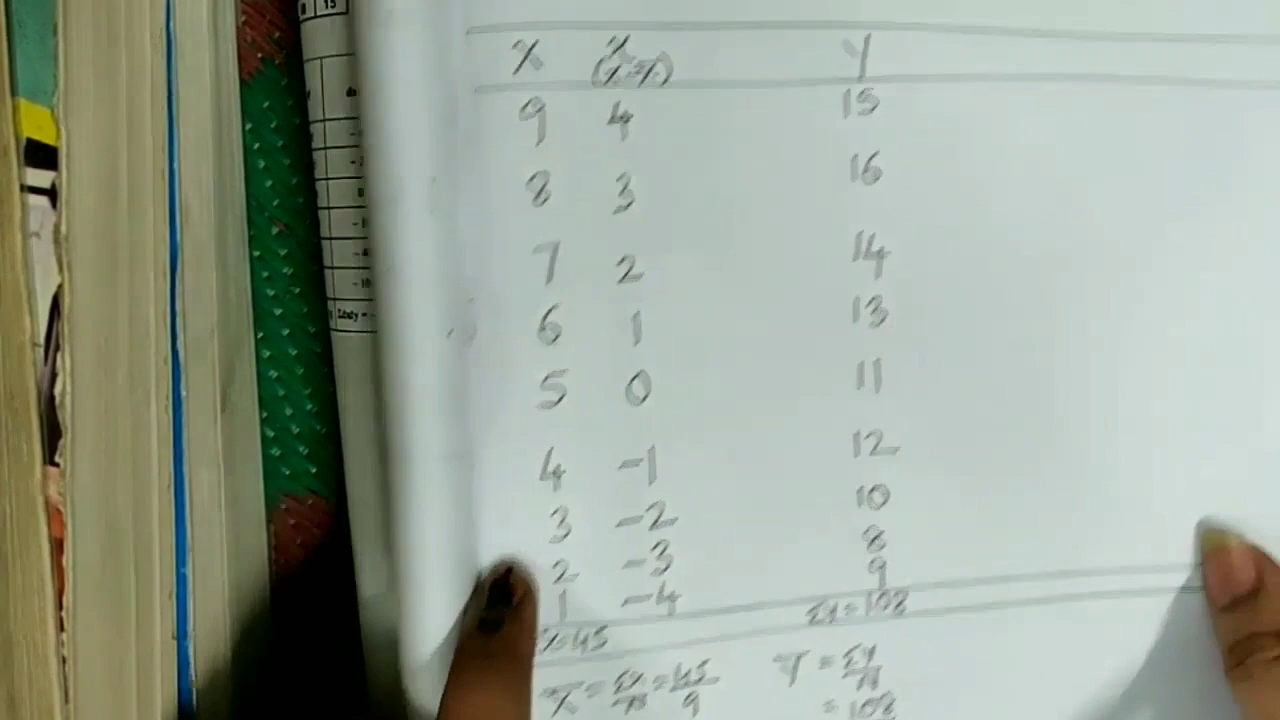 15
X x Y
(x-x̄)
9 4 15
8 3 16
7 2 14
6 1 13
5 0 11
4 -1 12
3 -2 10
2 -3 8
1 -4 9
x=45 Σy=108
x̄ = Σx/n = 45/9 Ȳ = Σy/n
= 108